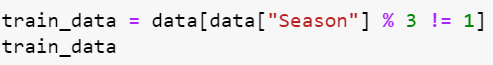 train_data = data[data["Season"] % 3 != 1]
train_data